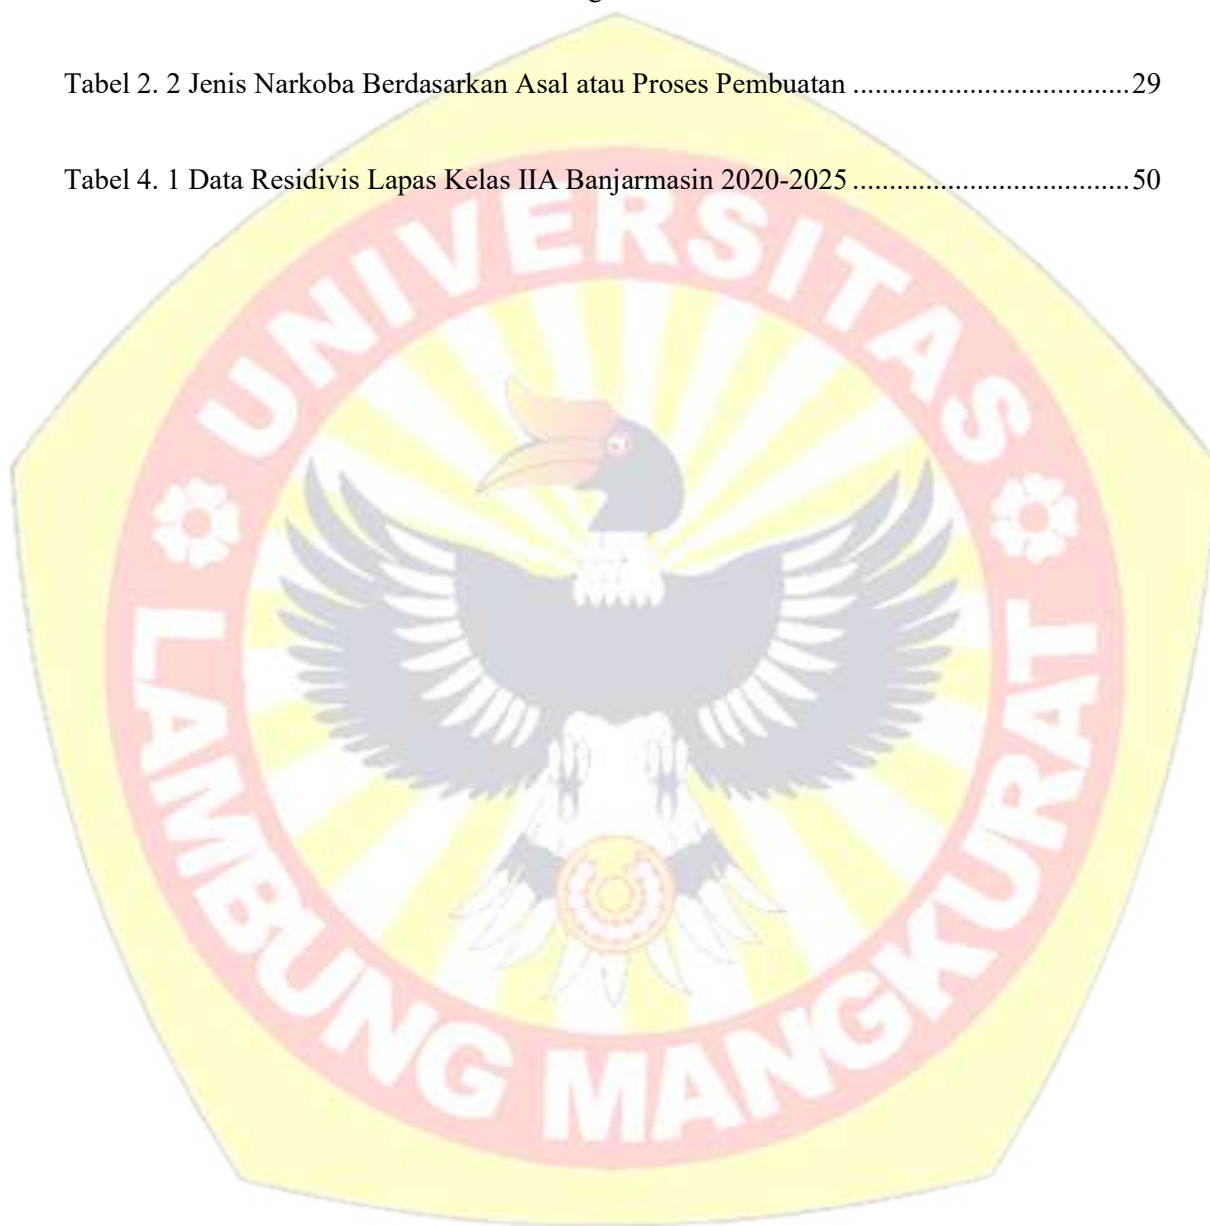 Tabel 2. 2 Jenis Narkoba Berdasarkan Asal atau Proses Pembuatan ......................................29
Tabel 4. 1 Data Residivis Lapas Kelas IIA Banjarmasin 2020-2025 ......................................50
UNIVERSITAS
LAMBUNG MANGKURAT